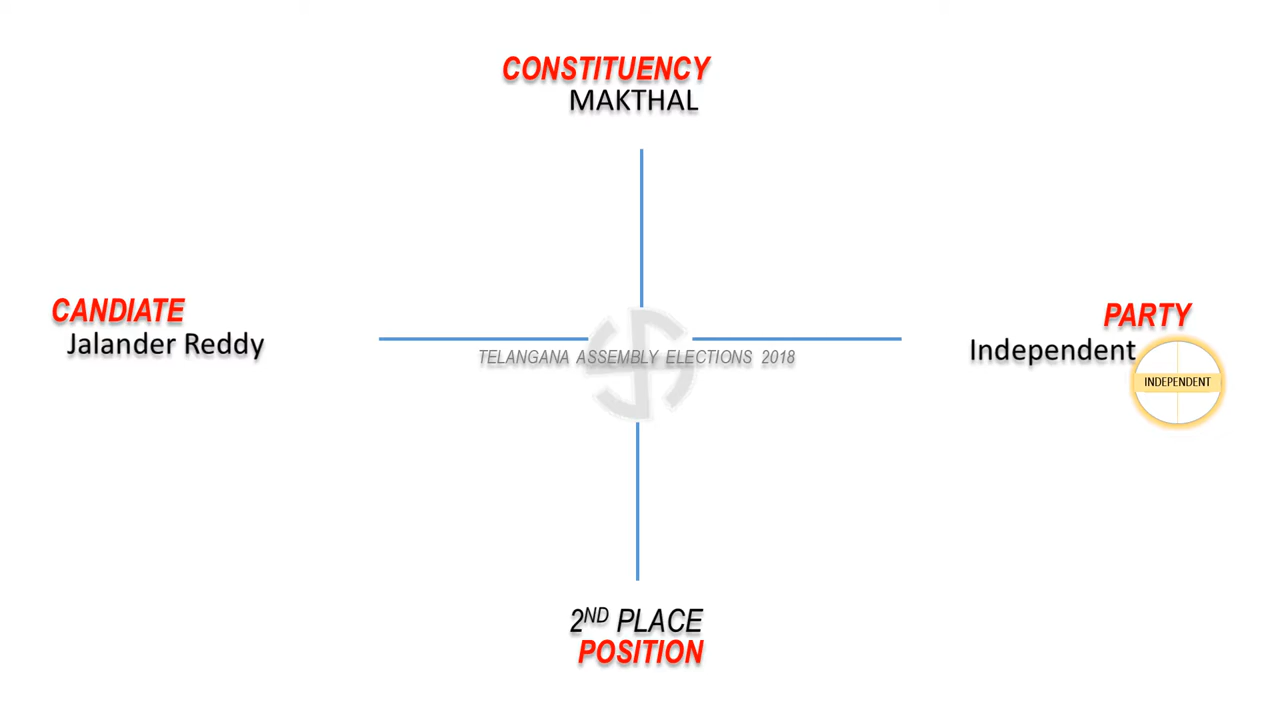 CONSTITUENCY
MAKTHAL
CANDIATE
Jalander Reddy
TELANGANA ASSEMBLY ELECTIONS 2018
PARTY
Independent
INDEPENDENT
2ND PLACE
POSITION